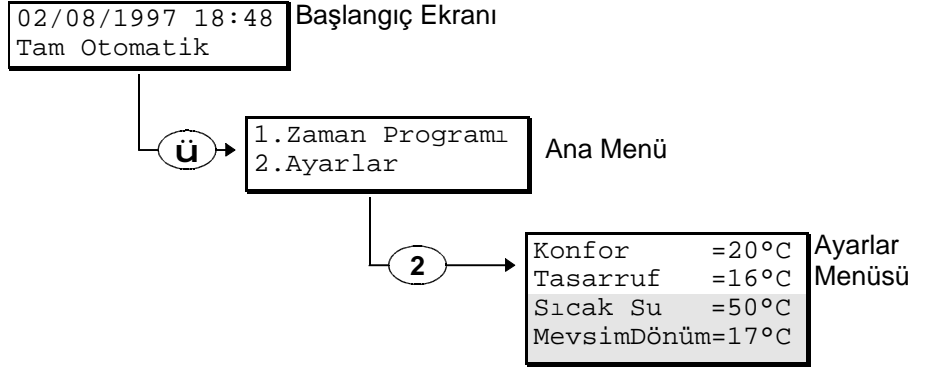 02/08/1997 18:48
Tam Otomatik
Başlangıç Ekranı
ü
1.Zaman Programı
2.Ayarlar
Ana Menü
2
Konfor =20°C
Tasarruf =16°C
Sıcak Su =50°C
MevsimDönüm=17°C
Ayarlar
Menüsü